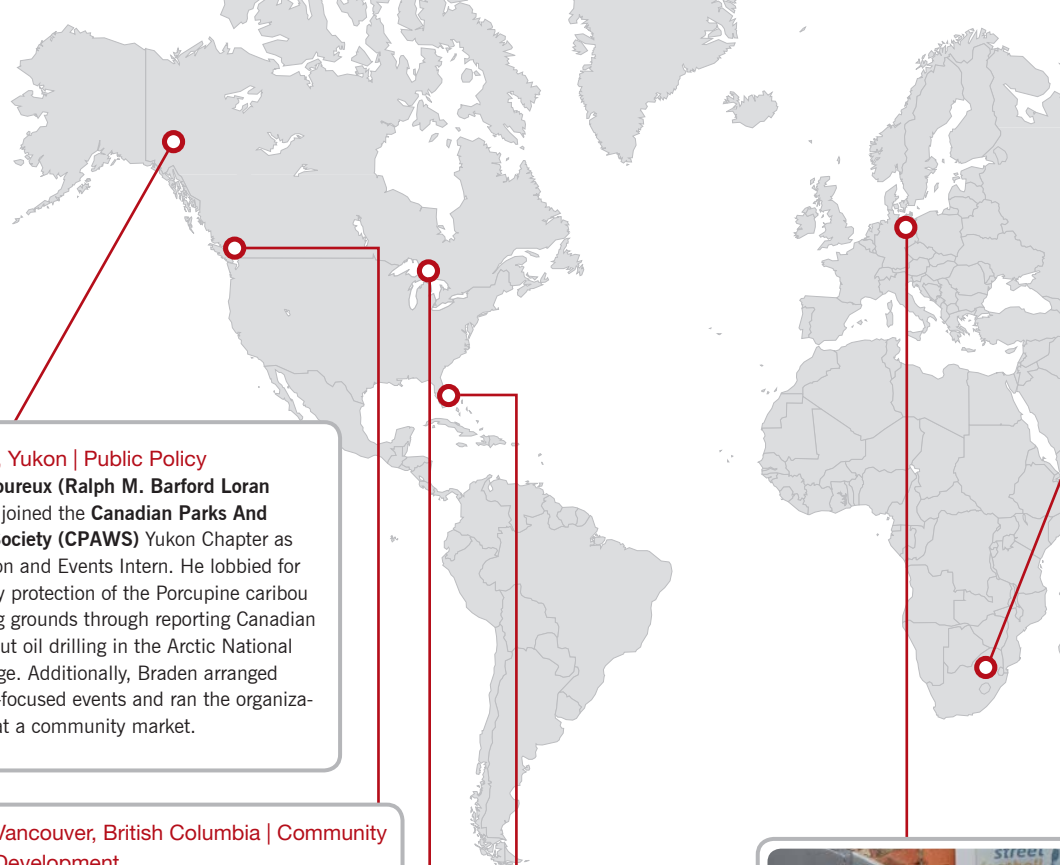 , Yukon | Public Policy
oureux (Ralph M. Barford Loran
joined the Canadian Parks And
ociety (CPAWS) Yukon Chapter as
on and Events Intern. He lobbied for
y protection of the Porcupine caribou
g grounds through reporting Canadian
ut oil drilling in the Arctic National
ge. Additionally, Braden arranged
-focused events and ran the organiza-
at a community market.
Vancouver, British Columbia | Community
Development
street